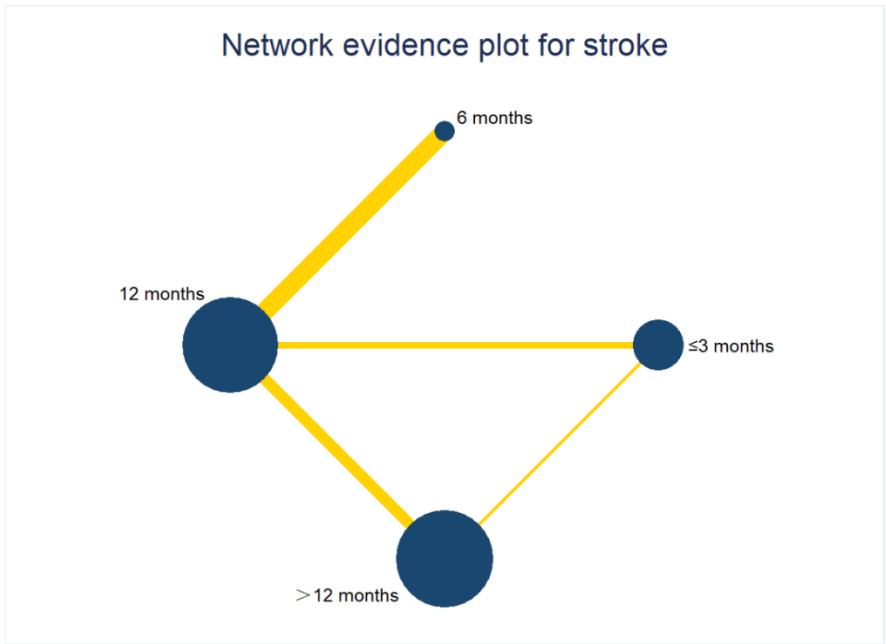 Network evidence plot for stroke
6 months
12 months
≤3 months
＞12 months